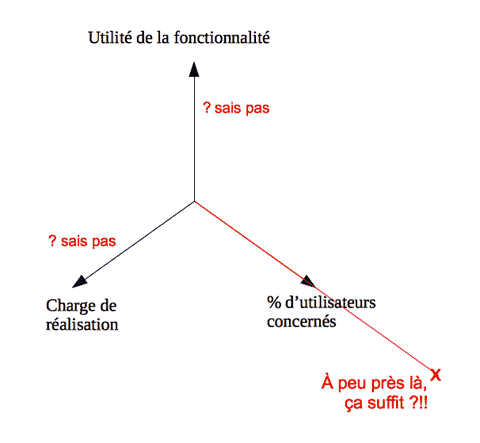 Utilité de la fonctionnalité
? sais pas
? sais pas
Charge de
réalisation
% d’utilisateurs
concernés
X
À peu près là,
ça suffit ?!!